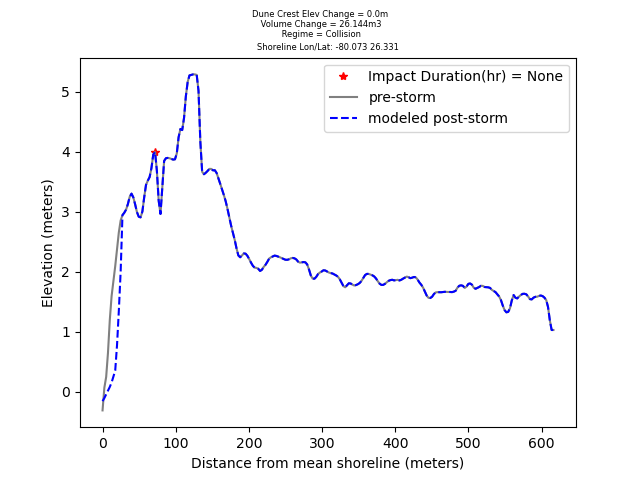 Dune Crest Elev Change = 0.0m
Volume Change = 26.144m3
Regime = Collision
Shoreline Lon/Lat: -80.073 26.331
Impact Duration(hr) = None
pre-storm
modeled post-storm
Elevation (meters)
5
4
3
2
1
0
0 100 200 300 400 500 600
Distance from mean shoreline (meters)